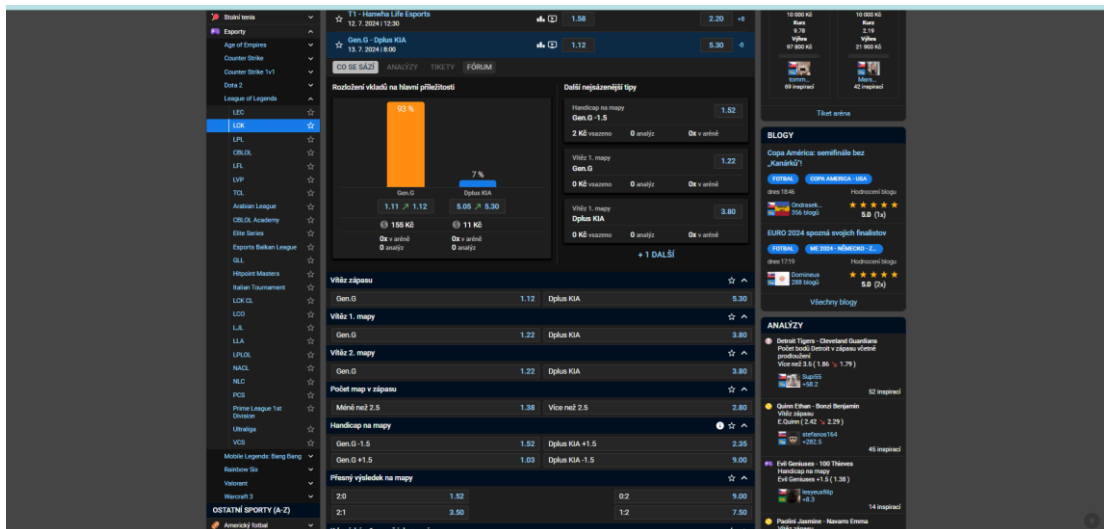 Stolní tenis
Esporty
Age of Empires
Counter Strike
Counter Strike 1v1
Dota 2
League of Legends
LEC
LCK
LPL
CBLOL
LFL
LVP
TCL
Arabian League
CBLOL Academy
Elite Series
Esports Balkan League
GLL
Hitpoint Masters
Italian Tournament
LCK CL
LCO
LJL
LLA
LPLOL
NACL
NLC
PCS
Prime League 1st
Division
Ultraliga
VCS
Mobile Legends: Bang Bang
Rainbow Six
Valorant
Warcraft 3
OSTATNÍ SPORTY (A-Z)
Americký fotbal
T1 - Hanwha Life Esports
12. 7. 2024 | 12:30
1.58 2.20 +8
Gen.G - Dplus KIA
13. 7. 2024 | 8:00
1.12 5.30
CO SE SÁZÍ ANALÝZY TIKETY FÓRUM
Rozložení vkladů na hlavní příležitosti
93 %
7 %
Gen.G Dplus KIA
1.11 ↗ 1.12 5.05 ↗ 5.30
155 Kč 11 Kč
0x v aréně 0x v aréně
0 analýz 0 analýz
Další nejsázenější tipy
Handicap na mapy
Gen.G -1.5
1.52
2 Kč vsazeno 0 analýz 0x v aréně
Vítěz 1. mapy
Gen.G
1.22
0 Kč vsazeno 0 analýz 0x v aréně
Vítěz 1. mapy
Dplus KIA
3.80
0 Kč vsazeno 0 analýz 0x v aréně
+ 1 DALŠÍ
Vítěz zápasu
Gen.G 1.12 Dplus KIA 5.30
Vítěz 1. mapy
Gen.G 1.22 Dplus KIA 3.80
Vítěz 2. mapy
Gen.G 1.22 Dplus KIA 3.80
Počet map v zápasu
Méně než 2.5 1.38 Více než 2.5 2.80
Handicap na mapy
Gen.G -1.5 1.52 Dplus KIA +1.5 2.35
Gen.G +1.5 1.03 Dplus KIA -1.5 9.00
Přesný výsledek na mapy
2:0 1.52 0:2 9.00
2:1 3.50 1:2 7.50
10 000 Kč 10 000 Kč
Kurz Kurz
9.78 2.19
Výhra Výhra
97 800 Kč 21 900 Kč
tomm... Mers...
69 inspirací 42 inspirací
Tiket aréna
BLOGY
Copa América: semifinále bez
„Kanárků"!
FOTBAL COPA AMERICA - USA
dnes 18:46 Hodnocení blogu
Ondrasek...
356 blogů
5.0 (1x)
EURO 2024 spozná svojich finalistov
FOTBAL ME 2024 - NĚMECKO - Z...
dnes 17:19 Hodnocení blogu
Domineus
288 blogů
5.0 (2x)
Všechny blogy
ANALÝZY
Detroit Tigers - Cleveland Guardians
Počet bodů Detroit v zápasu včetně
prodloužení
Více než 3.5 ( 1.86 ↘ 1.79 )
Supi55
+58.2
52 inspirací
Quinn Ethan - Bonzi Benjamin
Vítěz zápasu
E.Quinn ( 2.42 ↘ 2.29 )
stefanos164
+282.5
45 inspirací
Evil Geniuses - 100 Thieves
Handicap na mapy
Evil Geniuses +1.5 ( 1.38 )
lesyeusfilip
+8.3
14 inspirací
Paolini Jasmine - Navarro Emma